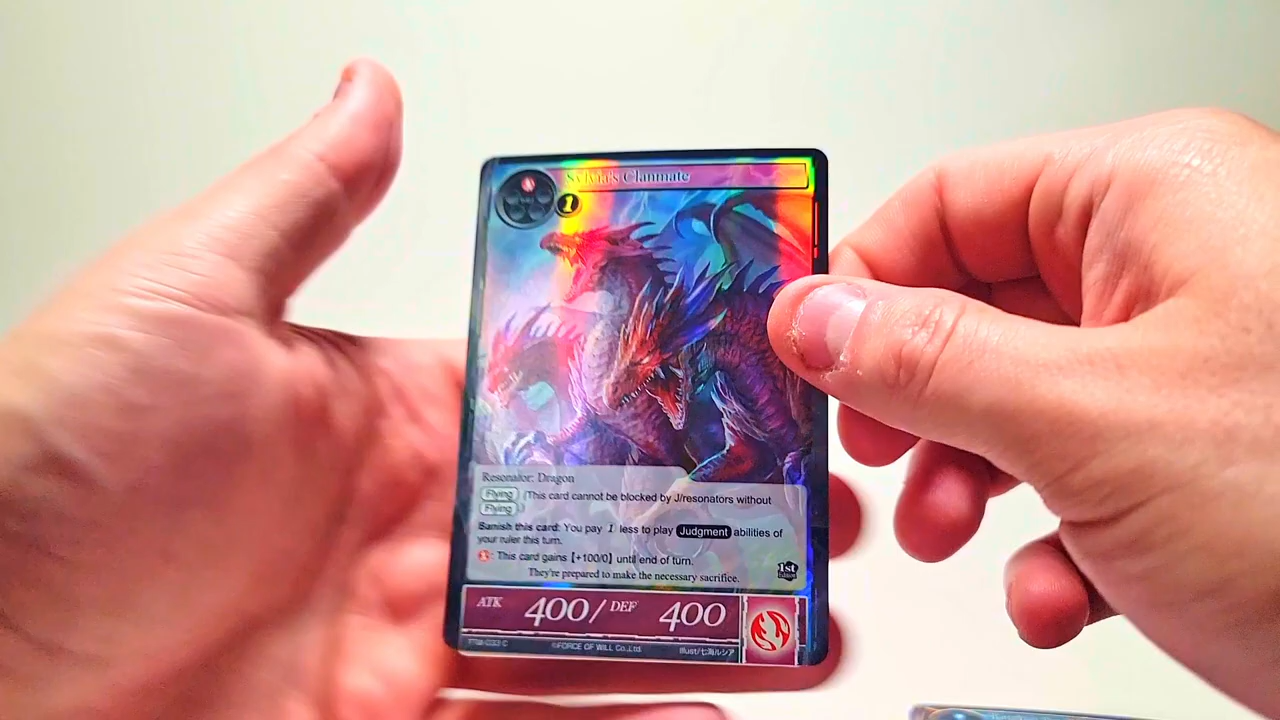 Sylvia's Clanmate
1
Resonator: Dragon
Flying (This card cannot be blocked by J/resonators without
Flying.)
Banish this card: You pay 1 less to play Judgment abilities of
your ruler this turn.
: This card gains [+100/0] until end of turn.
They're prepared to make the necessary sacrifice.
1st
Edition
ATK 400 / DEF 400
©FORCE OF WILL Co.,Ltd. Illust/七海ルシア